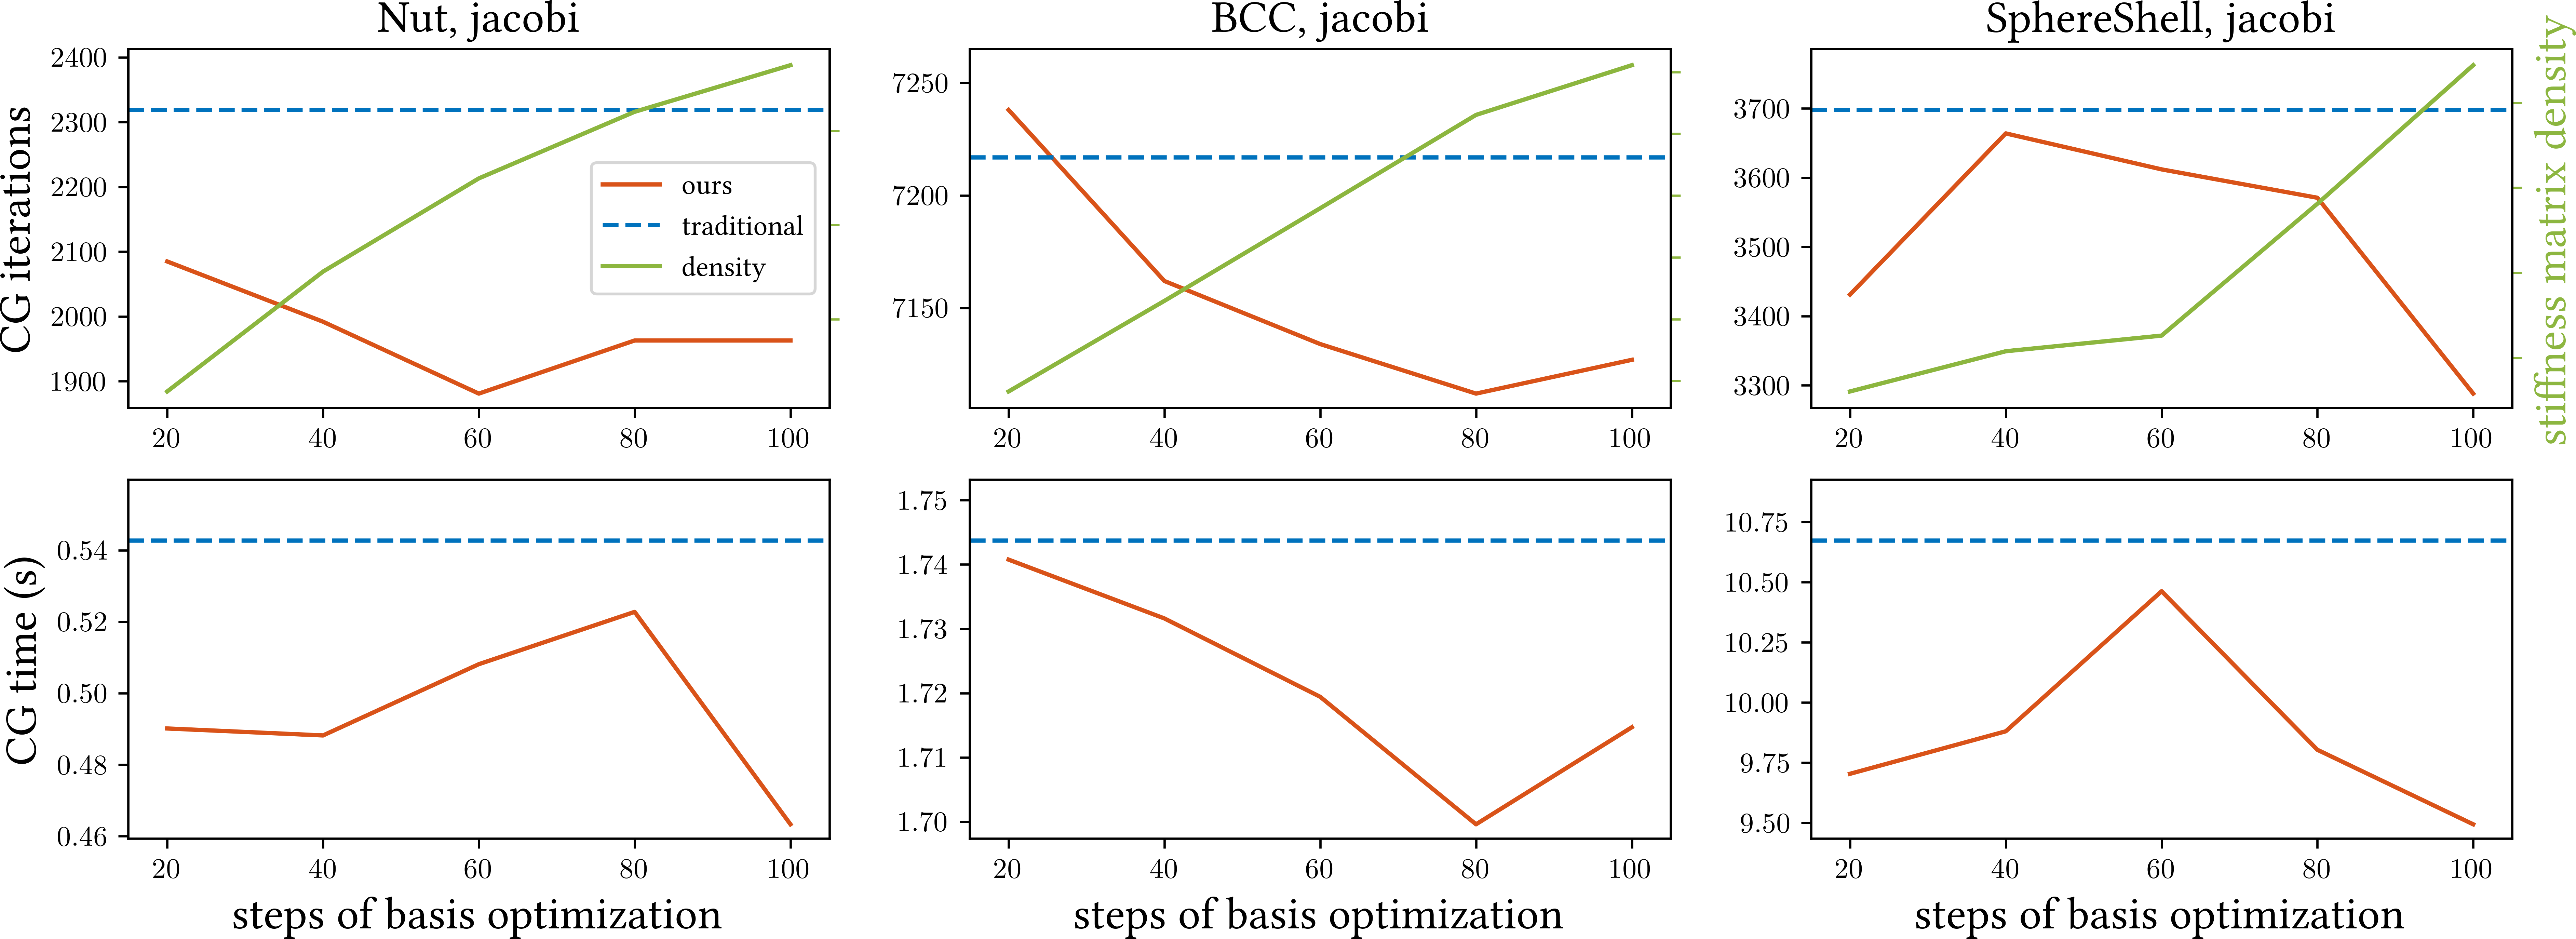 Nut, jacobi
BCC, jacobi
SphereShell, jacobi
CG iterations
2400
2300
2200
2100
2000
1900
ours
traditional
density
20 40 60 80 100
7250
7200
7150
20 40 60 80 100
3700
3600
3500
3400
3300
20 40 60 80 100
stiffness matrix density
CG time (s)
0.54
0.52
0.50
0.48
0.46
20 40 60 80 100
steps of basis optimization
1.75
1.74
1.73
1.72
1.71
1.70
20 40 60 80 100
steps of basis optimization
10.75
10.50
10.25
10.00
9.75
9.50
20 40 60 80 100
steps of basis optimization